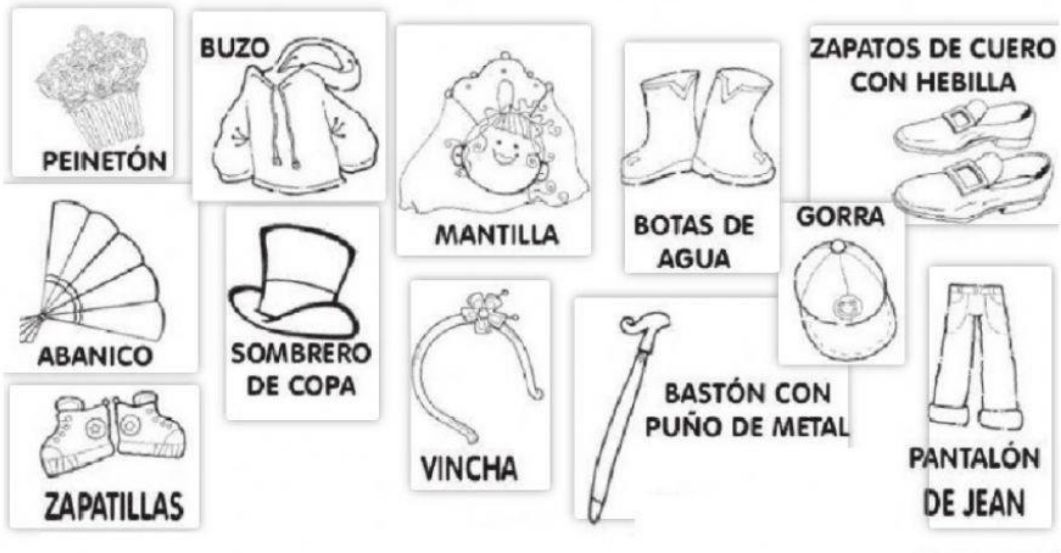 PEINETÓN
BUZO
MANTILLA
BOTAS DE
AGUA
ZAPATOS DE CUERO
CON HEBILLA
ABANICO
SOMBRERO
DE COPA
VINCHA
BASTÓN CON
PUÑO DE METAL
GORRA
PANTALÓN
DE JEAN
ZAPATILLAS